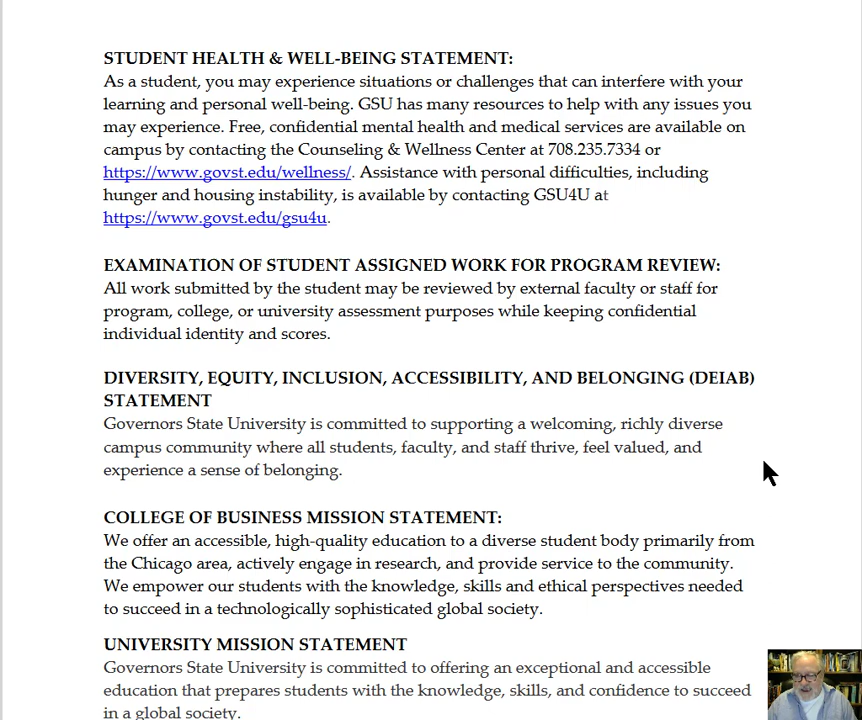 STUDENT HEALTH & WELL-BEING STATEMENT:
As a student, you may experience situations or challenges that can interfere with your
learning and personal well-being. GSU has many resources to help with any issues you
may experience. Free, confidential mental health and medical services are available on
campus by contacting the Counseling & Wellness Center at 708.235.7334 or
https://www.govst.edu/wellness/. Assistance with personal difficulties, including
hunger and housing instability, is available by contacting GSU4U at
https://www.govst.edu/gsu4u.
EXAMINATION OF STUDENT ASSIGNED WORK FOR PROGRAM REVIEW:
All work submitted by the student may be reviewed by external faculty or staff for
program, college, or university assessment purposes while keeping confidential
individual identity and scores.
DIVERSITY, EQUITY, INCLUSION, ACCESSIBILITY, AND BELONGING (DEIAB)
STATEMENT
Governors State University is committed to supporting a welcoming, richly diverse
campus community where all students, faculty, and staff thrive, feel valued, and
experience a sense of belonging.
COLLEGE OF BUSINESS MISSION STATEMENT:
We offer an accessible, high-quality education to a diverse student body primarily from
the Chicago area, actively engage in research, and provide service to the community.
We empower our students with the knowledge, skills and ethical perspectives needed
to succeed in a technologically sophisticated global society.
UNIVERSITY MISSION STATEMENT
Governors State University is committed to offering an exceptional and accessible
education that prepares students with the knowledge, skills, and confidence to succeed
in a global society.